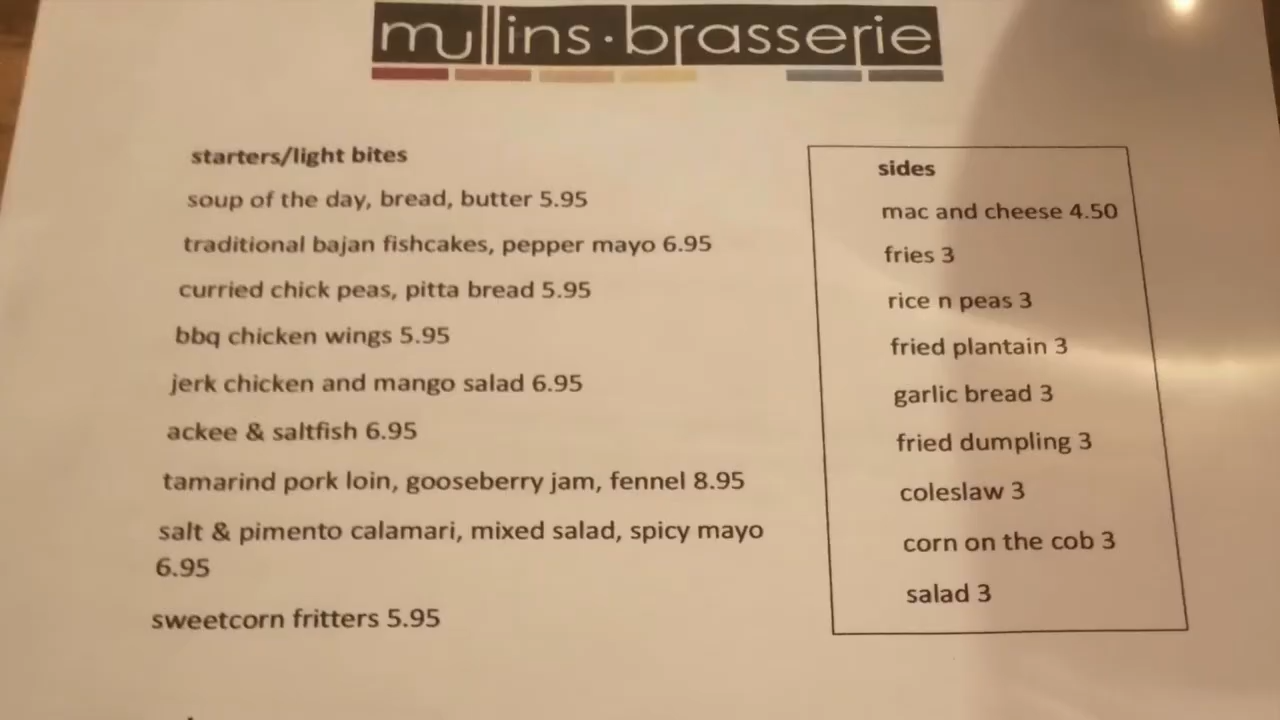 mullins·brasserie
starters/light bites
soup of the day, bread, butter 5.95
traditional bajan fishcakes, pepper mayo 6.95
curried chick peas, pitta bread 5.95
bbq chicken wings 5.95
jerk chicken and mango salad 6.95
ackee & saltfish 6.95
tamarind pork loin, gooseberry jam, fennel 8.95
salt & pimento calamari, mixed salad, spicy mayo
6.95
sweetcorn fritters 5.95
sides
mac and cheese 4.50
fries 3
rice n peas 3
fried plantain 3
garlic bread 3
fried dumpling 3
coleslaw 3
corn on the cob 3
salad 3